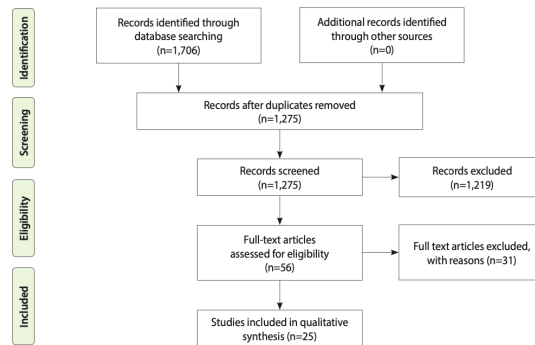 Identification
Records identified through
database searching
(n=1,706)
Additional records identified
through other sources
(n=0)
Screening
Records after duplicates removed
(n=1,275)
Records screened
(n=1,275)
Records excluded
(n=1,219)
Eligibility
Full-text articles
assessed for eligibility
(n=56)
Full text articles excluded,
with reasons (n=31)
Included
Studies included in qualitative
synthesis (n=25)